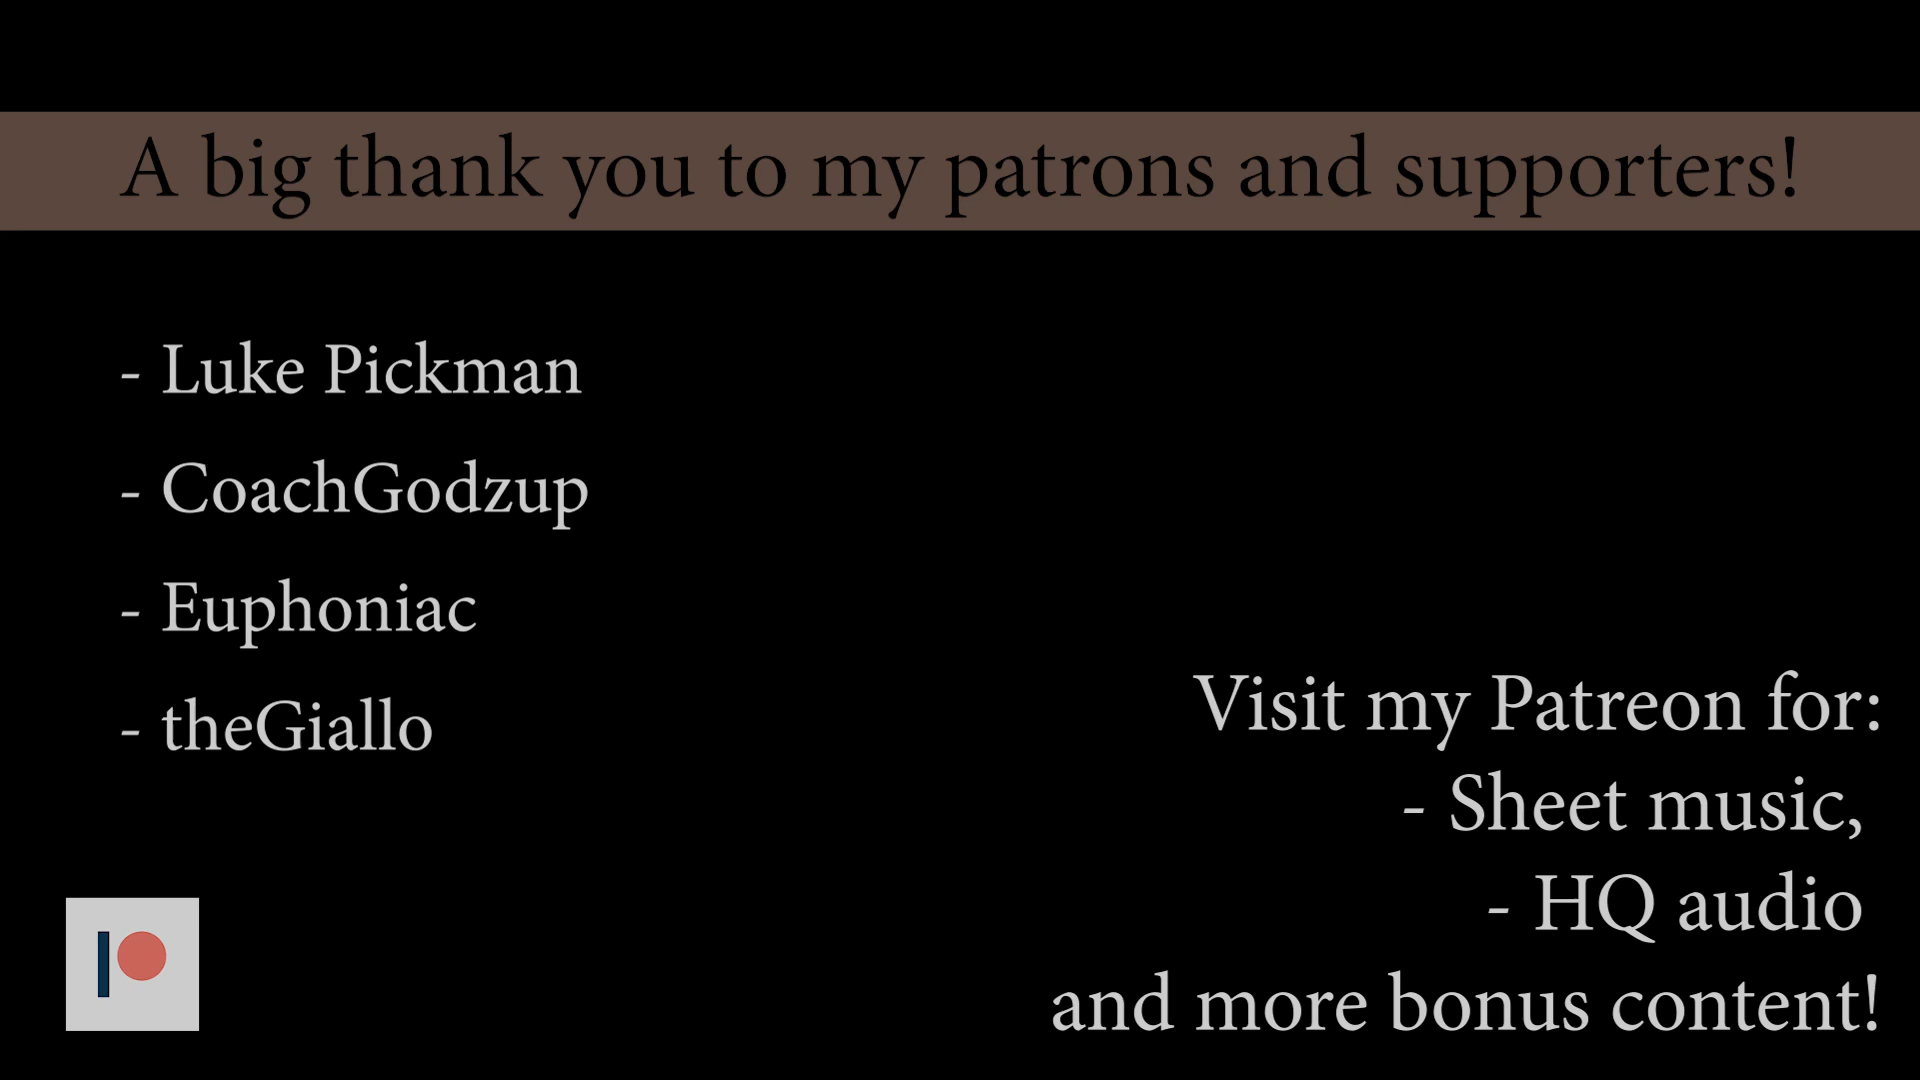 A big thank you to my patrons and supporters!
- Luke Pickman
- CoachGodzup
- Euphoniac
- theGiallo
Visit my Patreon for:
- Sheet music,
- HQ audio
and more bonus content!